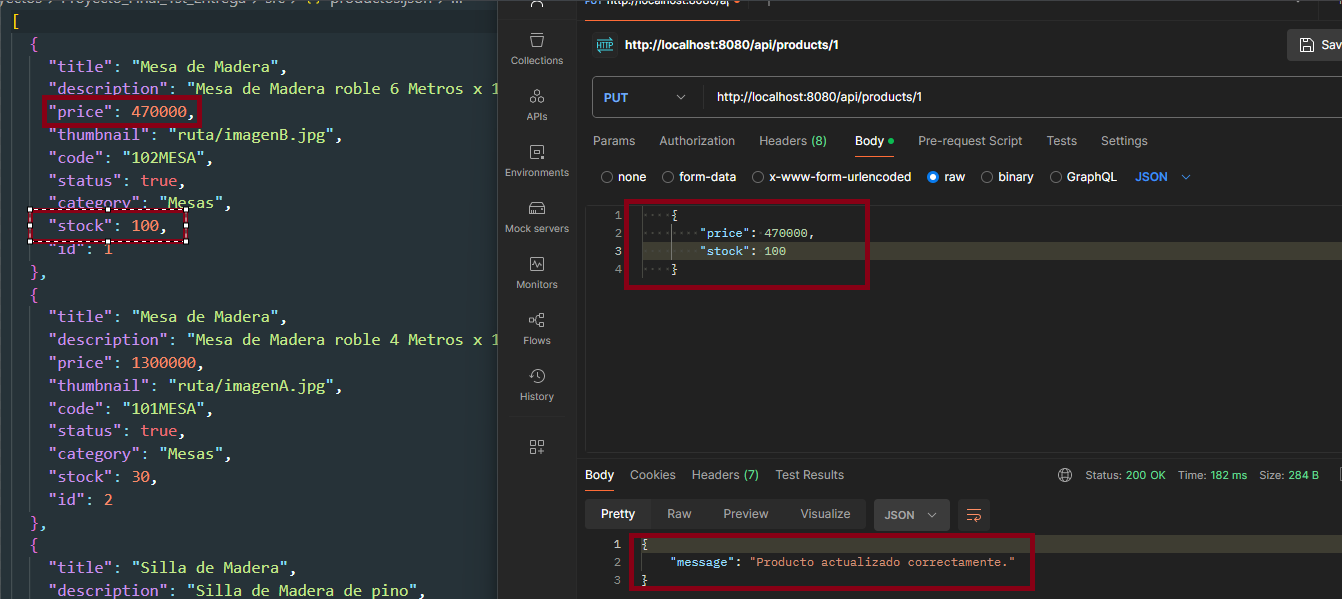 [
{
"title": "Mesa de Madera",
"description": "Mesa de Madera roble 6 Metros x 1
"price": 470000,
"thumbnail": "ruta/imagenB.jpg",
"code": "102MESA",
"status": true,
"category": "Mesas",
"stock": 100,
"id": 1
},
{
"title": "Mesa de Madera",
"description": "Mesa de Madera roble 4 Metros x 1
"price": 1300000,
"thumbnail": "ruta/imagenA.jpg",
"code": "101MESA",
"status": true,
"category": "Mesas",
"stock": 30,
"id": 2
},
{
"title": "Silla de Madera",
"description": "Silla de Madera de pino",
Collections
APIs
Environments
Mock servers
Monitors
Flows
History
HTTP http://localhost:8080/api/products/1
Sav
PUT http://localhost:8080/api/products/1
Params Authorization Headers (8) Body Pre-request Script Tests Settings
none form-data x-www-form-urlencoded raw binary GraphQL JSON
1 {
2 "price": 470000,
3 "stock": 100
4 }
Body Cookies Headers (7) Test Results Status: 200 OK Time: 182 ms Size: 284 B
Pretty Raw Preview Visualize JSON
1 {
2 "message": "Producto actualizado correctamente."
3 }